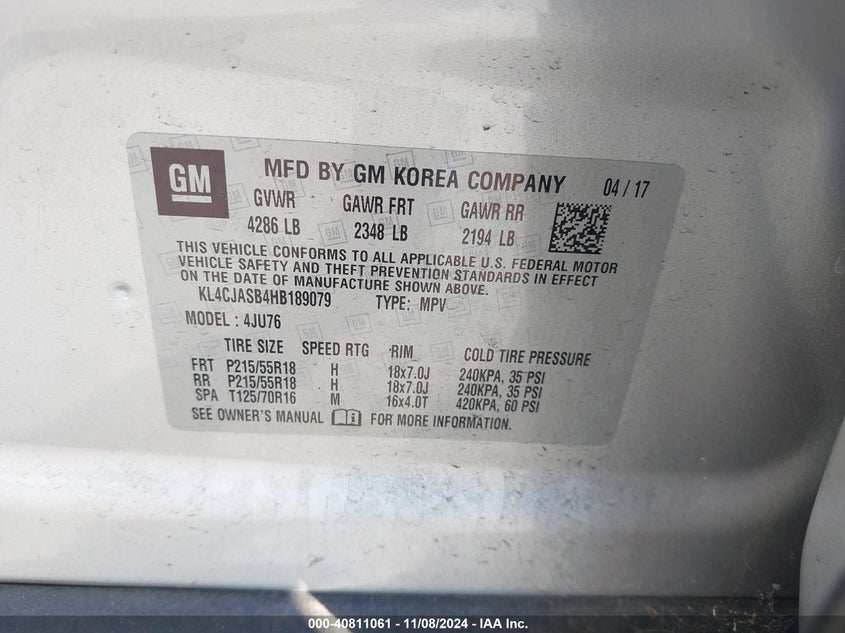 GM MFD BY GM KOREA COMPANY 04 / 17
GVWR GAWR FRT GAWR RR
4286 LB 2348 LB 2194 LB
THIS VEHICLE CONFORMS TO ALL APPLICABLE U.S. FEDERAL MOTOR
VEHICLE SAFETY AND THEFT PREVENTION STANDARDS IN EFFECT
ON THE DATE OF MANUFACTURE SHOWN ABOVE.
KL4CJASB4HB189079 TYPE: MPV
MODEL : 4JU76
TIRE SIZE SPEED RTG RIM COLD TIRE PRESSURE
FRT P215/55R18 H 18x7.0J 240KPA, 35 PSI
RR P215/55R18 H 18x7.0J 240KPA, 35 PSI
SPA T125/70R16 M 16x4.0T 420KPA, 60 PSI
SEE OWNER'S MANUAL FOR MORE INFORMATION.
000-40811061 - 11/08/2024 - IAA Inc.